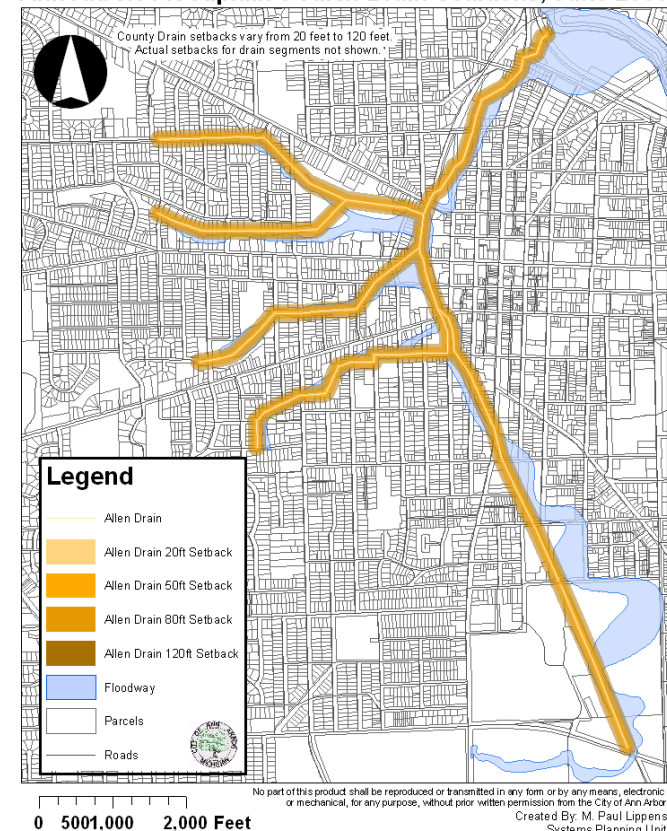 County Drain setbacks vary from 20 feet to 120 feet.
Actual setbacks for drain segments not shown.
Legend
Allen Drain
Allen Drain 20ft Setback
Allen Drain 50ft Setback
Allen Drain 80ft Setback
Allen Drain 120ft Setback
Floodway
Parcels
Roads
0 5001,000 2,000 Feet
No part of this product shall be reproduced or transmitted in any form or by any means, electronic
or mechanical, for any purpose, without prior written permission from the City of Ann Arbor
Created By: M. Paul Lippens
Systems Planning Unit